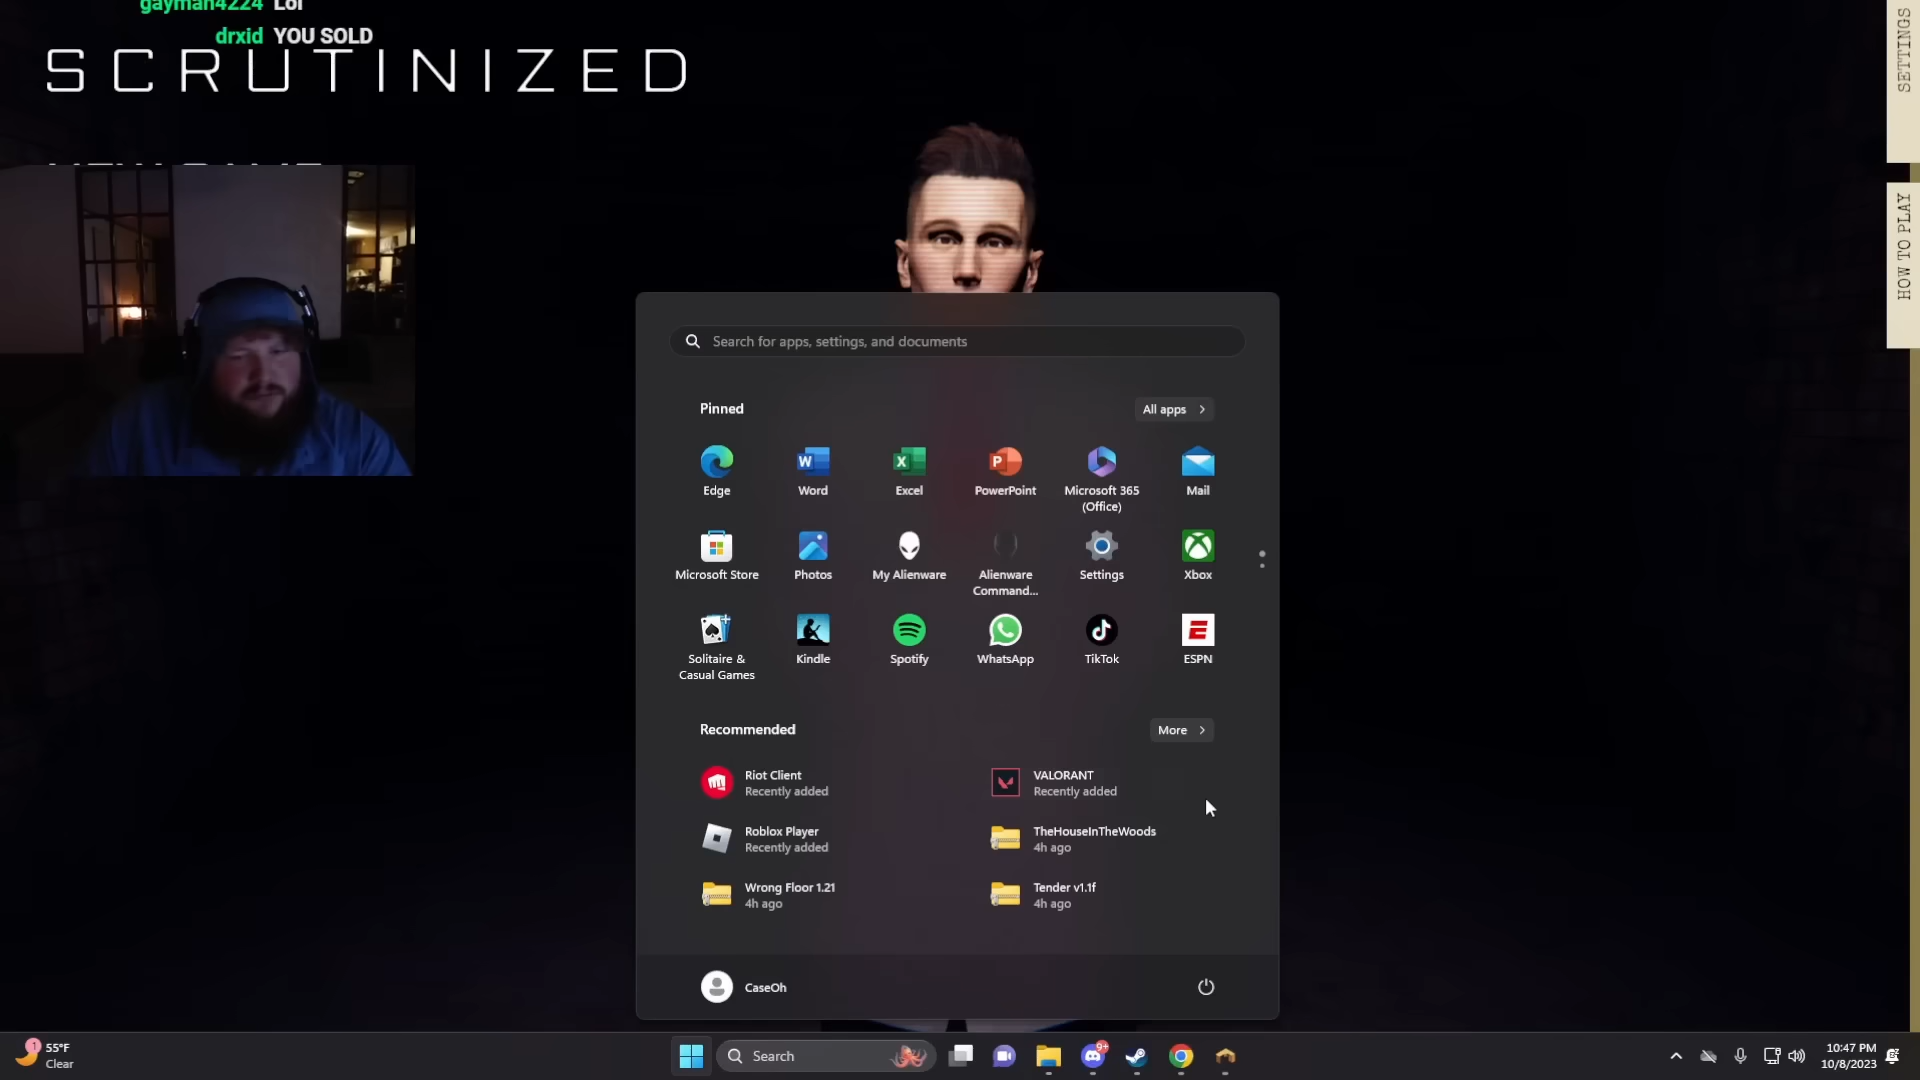 gayman4224 Lol
drxid YOU SOLD
SCRUTINIZED
SETTINGS
HOW TO PLAY
Search for apps, settings, and documents
Pinned
All apps
Edge
Word
Excel
PowerPoint
Microsoft 365
(Office)
Mail
Microsoft Store
Photos
My Alienware
Alienware
Command...
Settings
Xbox
Solitaire &
Casual Games
Kindle
Spotify
WhatsApp
TikTok
ESPN
Recommended
More
Riot Client
Recently added
VALORANT
Recently added
Roblox Player
Recently added
TheHouseInTheWoods
4h ago
Wrong Floor 1.21
4h ago
Tender v1.1f
4h ago
CaseOh
1
55°F
Clear
Search
9+
10:47 PM
10/8/2023